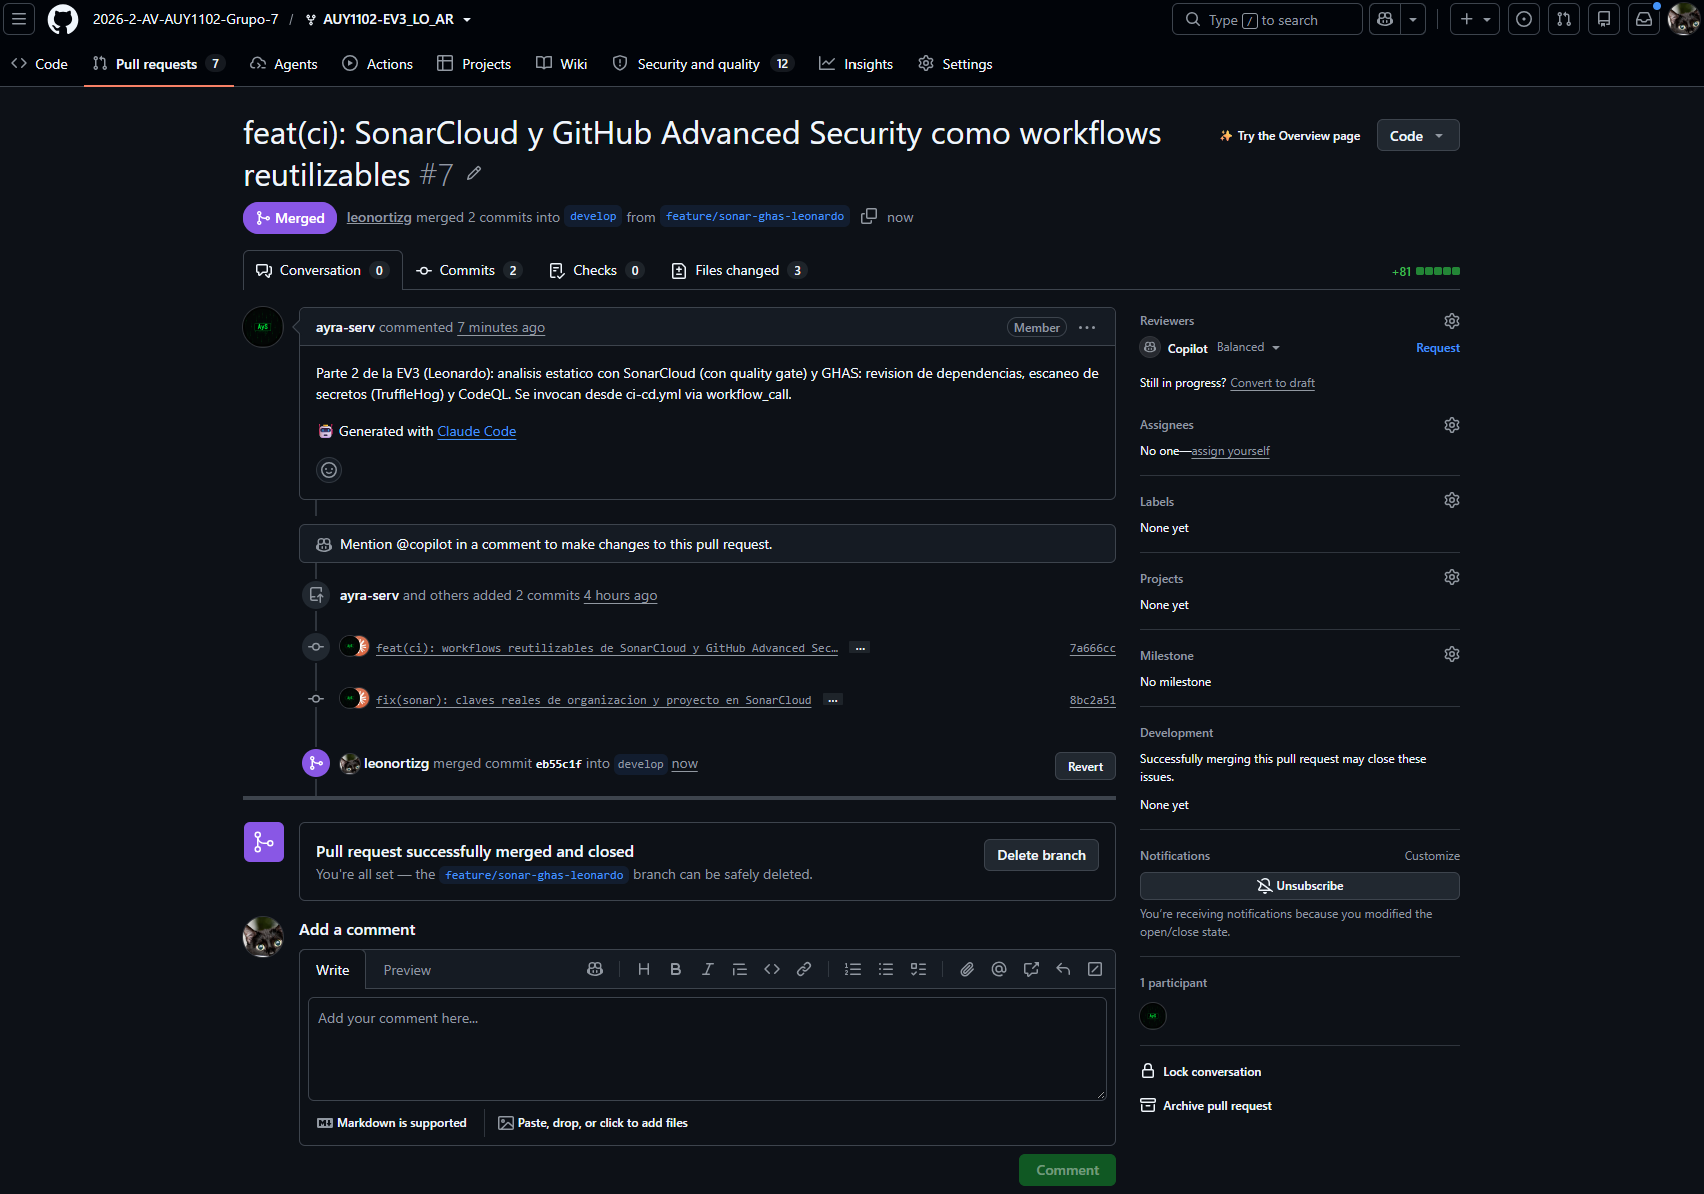 2026-2-AV-AUY1102-Grupo-7 / AUY1102-EV3_LO_AR
Type / to search
Code
Pull requests 7
Agents
Actions
Projects
Wiki
Security and quality 12
Insights
Settings
feat(ci): SonarCloud y GitHub Advanced Security como workflows
reutilizables #7
Try the Overview page
Code
Merged
leonortizg merged 2 commits into develop from feature/sonar-ghas-leonardo now
Conversation 0
Commits 2
Checks 0
Files changed 3
+81
ayra-serv commented 7 minutes ago
Member
Parte 2 de la EV3 (Leonardo): analisis estatico con SonarCloud (con quality gate) y GHAS: revision de dependencias, escaneo de
secretos (TruffleHog) y CodeQL. Se invocan desde ci-cd.yml via workflow_call.
Generated with Claude Code
Mention @copilot in a comment to make changes to this pull request.
ayra-serv and others added 2 commits 4 hours ago
feat(ci): workflows reutilizables de SonarCloud y GitHub Advanced Sec… ...
7a666cc
fix(sonar): claves reales de organizacion y proyecto en SonarCloud ...
8bc2a51
leonortizg merged commit eb55c1f into develop now
Revert
Pull request successfully merged and closed
You're all set — the feature/sonar-ghas-leonardo branch can be safely deleted.
Delete branch
Add a comment
Write
Preview
Add your comment here...
Markdown is supported
Paste, drop, or click to add files
Comment
Reviewers
Copilot Balanced
Request
Still in progress? Convert to draft
Assignees
No one—assign yourself
Labels
None yet
Projects
None yet
Milestone
No milestone
Development
Successfully merging this pull request may close these
issues.
None yet
Notifications
Customize
Unsubscribe
You're receiving notifications because you modified the
open/close state.
1 participant
Lock conversation
Archive pull request